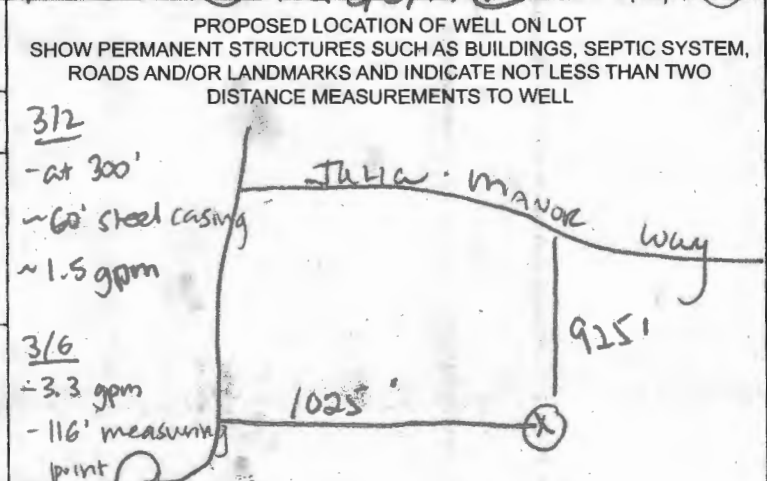 PROPOSED LOCATION OF WELL ON LOT
SHOW PERMANENT STRUCTURES SUCH AS BUILDINGS, SEPTIC SYSTEM,
ROADS AND/OR LANDMARKS AND INDICATE NOT LESS THAN TWO
DISTANCE MEASUREMENTS TO WELL
3/2
-at 300'
~60' steel casing
~1.5 gpm
Julia Manor Way
925'
3/6
-3.3 gpm
1025'
-116' measuring
point
X